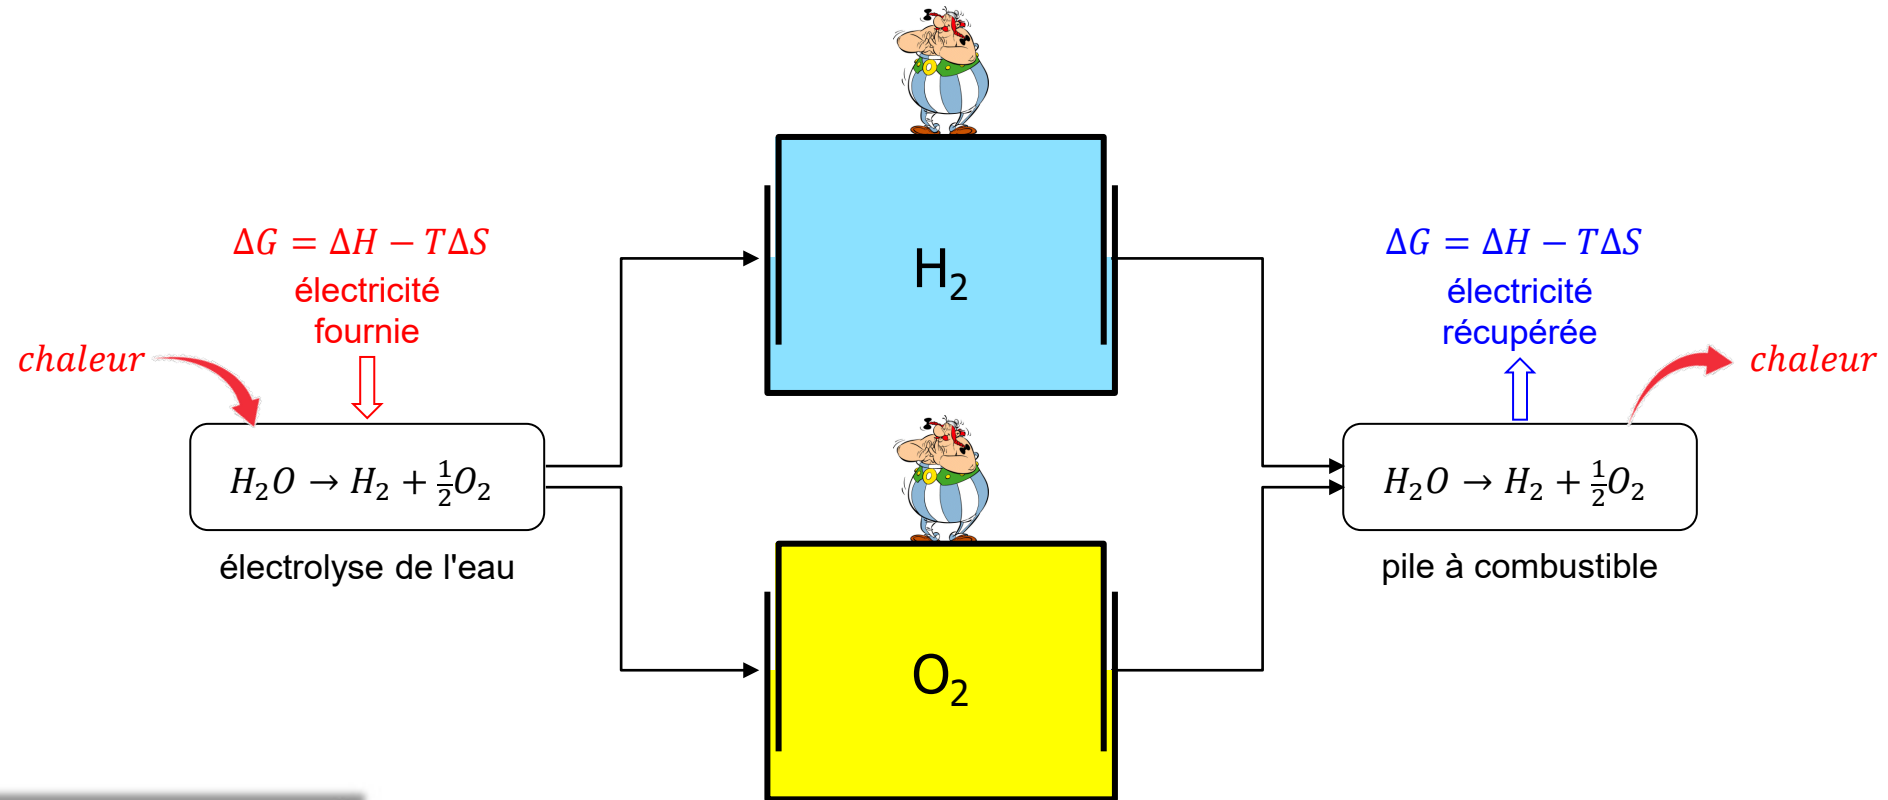 ΔG = ΔH − TΔS
électricité
fournie
chaleur
H₂O → H₂ + ½O₂
électrolyse de l'eau
H₂
O₂
ΔG = ΔH − TΔS
électricité
récupérée
chaleur
H₂O → H₂ + ½O₂
pile à combustible